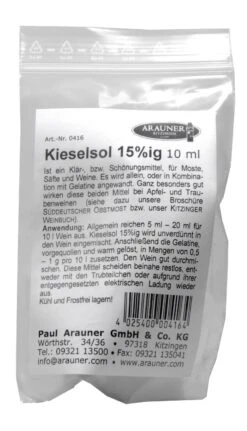 ARAUNER
KITZINGEN
Art.-Nr. 0416
Kieselsol 15%ig 10 ml
Ist ein Klär-, bzw. Schönungsmittel, für Moste,
Säfte und Weine. Es wird allein, oder in Kombina-
tion mit Gelatine angewandt. Ganz besonders gut
wirken diese beiden Mittel bei Apfel- und Trau-
benweinen (siehe dazu unsere Broschüre
SÜDDEUTSCHER OBSTMOST bzw. unser KITZINGER
WEINBUCH).
Anwendung: Allgemein reichen 5 ml – 20 ml für
10 l Wein aus. Kieselsol 15%ig wird unverdünnt in
den Wein eingemischt. Anschließend die Gelatine,
vorgequollen und warm gelöst, in Mengen von 0,5
- 1 g pro 10 l zusetzen. Den Wein gut durchmi-
schen. Diese Mittel scheiden beinahe restlos, ent-
weder mit den Trübteilchen oder aufgrund ihrer
entgegengesetzten elektrischen Ladung wieder
aus.
Kühl und Frostfrei lagern!
4 025400 004164
Paul Arauner GmbH & Co. KG
Wörthstr. 34/36 • 97318 Kitzingen
Tel.: 09321 13500 • Fax: 09321 135041
info@arauner.com • www.arauner.com